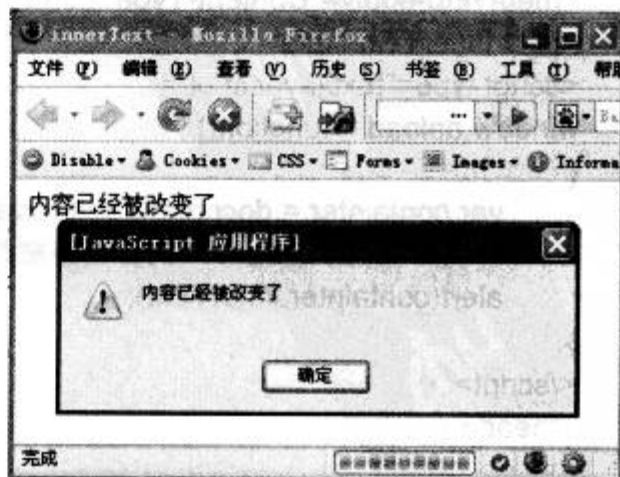 innerText - Mozilla Firefox
文件 (F) 编辑 (E) 查看 (V) 历史 (S) 书签 (B) 工具 (T) 帮助
... Ba
Disable Cookies CSS Forms Images Informa
内容已经被改变了
[JavaScript 应用程序]
内容已经被改变了
确定
完成